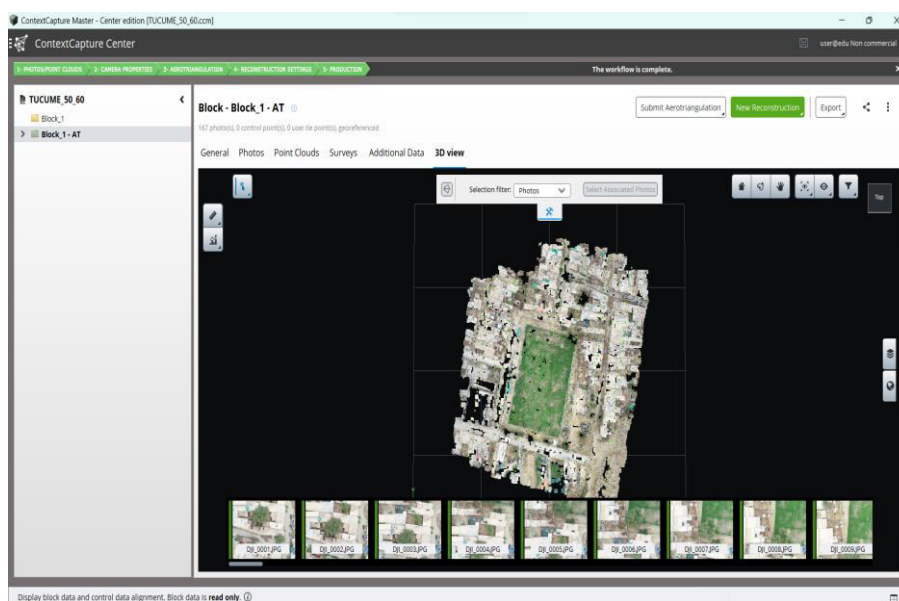 ContextCapture Master - Center edition [TUCUME_50_60.ccm]
ContextCapture Center
user@edu Non commercial
1- PHOTOS/POINT CLOUDS 2- CAMERA PROPERTIES 3- AEROTRIANGULATION 4- RECONSTRUCTION SETTINGS 5- PRODUCTION
The workflow is complete.
TUCUME_50_60
Block_1
Block_1 - AT
Block - Block_1 - AT
167 photo(s), 0 control point(s), 0 user tie point(s), georeferenced
Submit Aerotriangulation
New Reconstruction
Export
General Photos Point Clouds Surveys Additional Data 3D view
Selection filter: Photos Select Associated Photos
Top
DJI_0001.JPG DJI_0002.JPG DJI_0003.JPG DJI_0004.JPG DJI_0005.JPG DJI_0006.JPG DJI_0007.JPG DJI_0008.JPG DJI_0009.JPG
Display block data and control data alignment. Block data is read only.